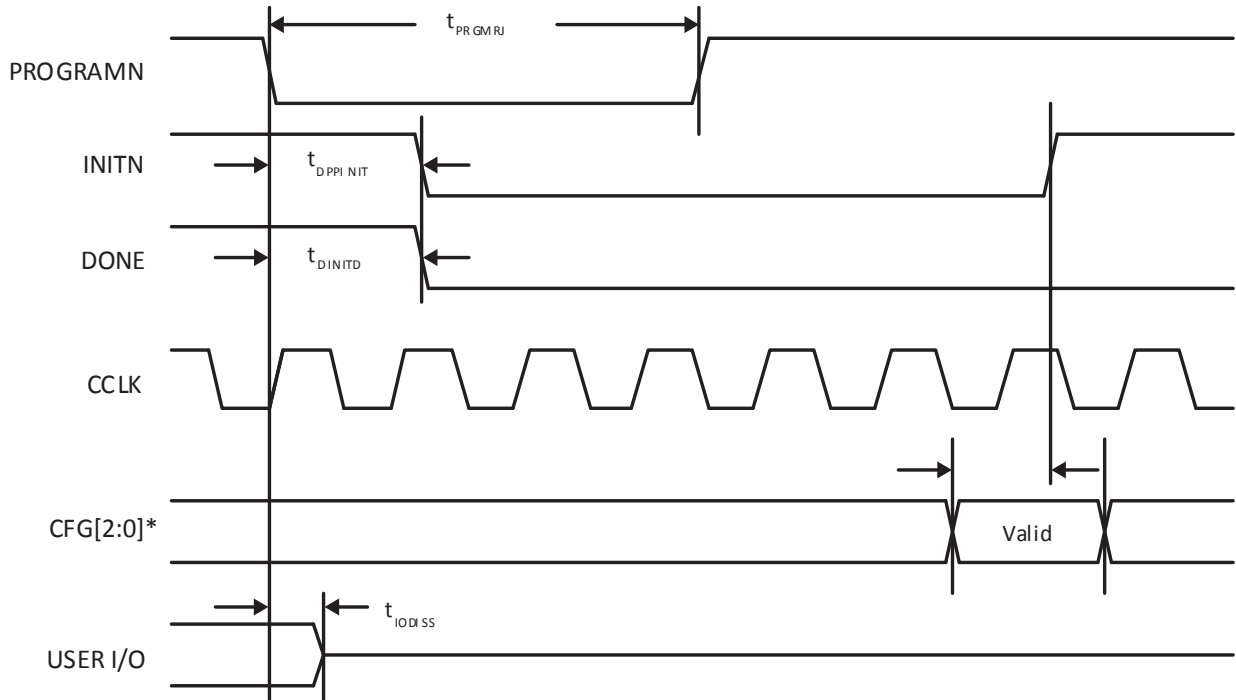 tPRGMRJ
PROGRAMN
INITN
tDPPINIT
DONE
tDINITD
CCLK
CFG[2:0]*
Valid
tIODISS
USER I/O